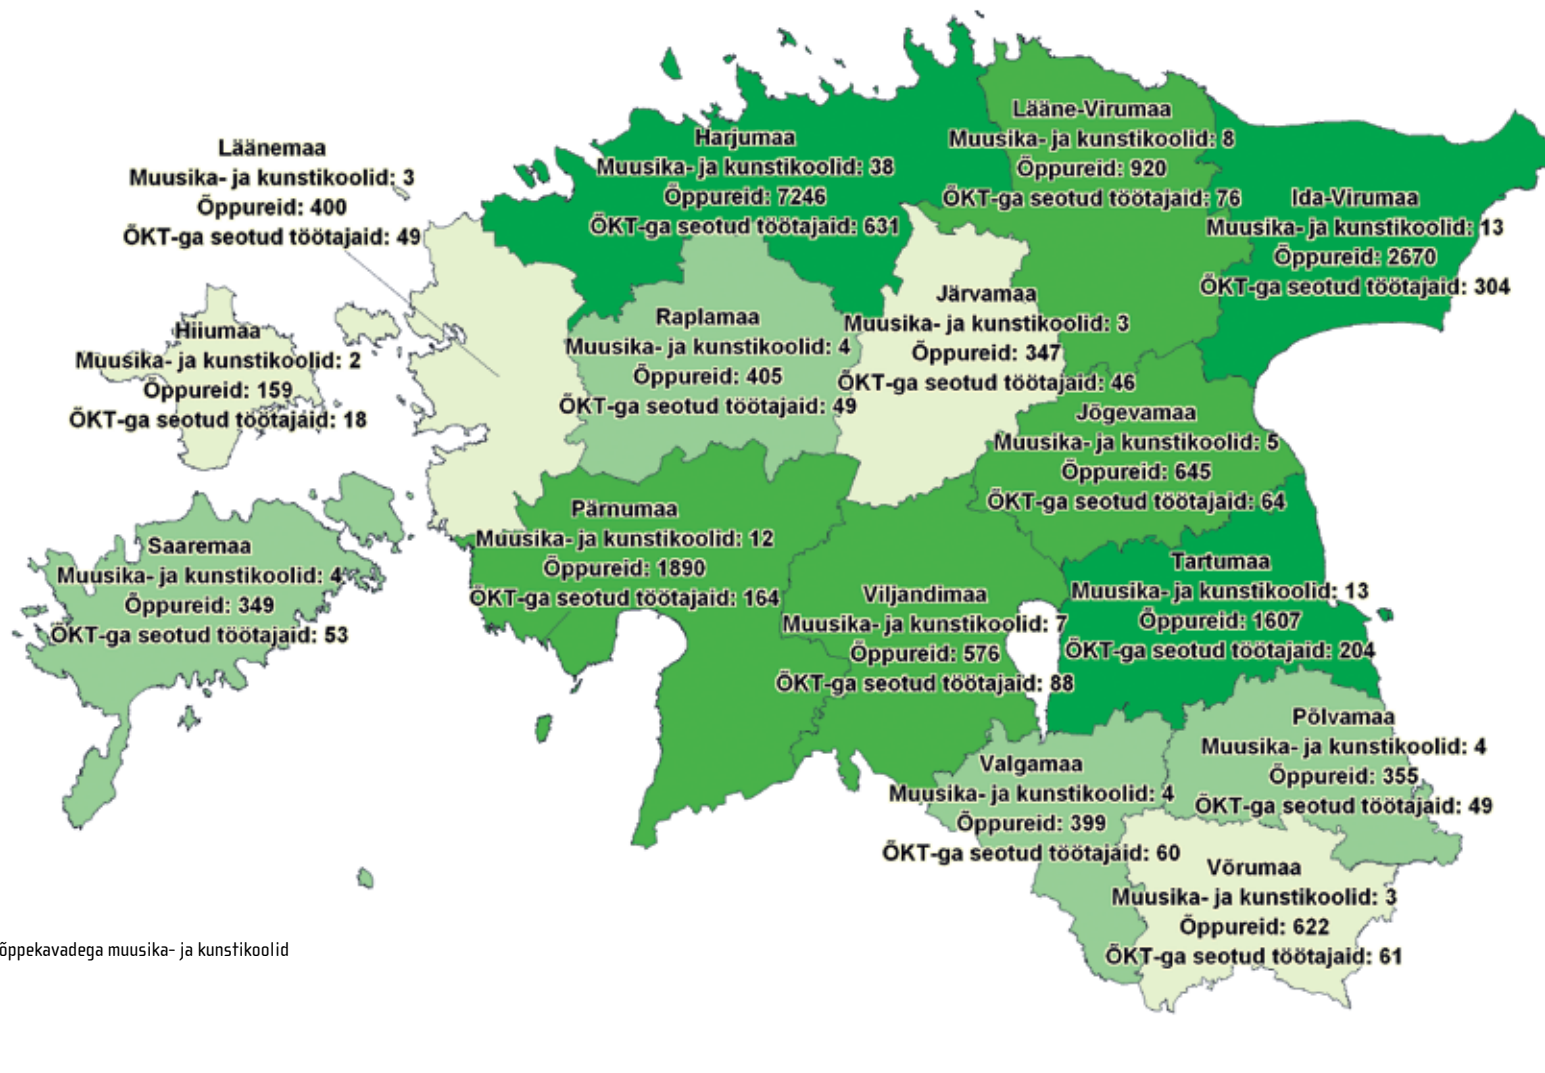 Harjumaa
Muusika- ja kunstikoolid: 38
Õppureid: 7246
ÕKT-ga seotud töötajaid: 631
Lääne-Virumaa
Muusika- ja kunstikoolid: 8
Õppureid: 920
ÕKT-ga seotud töötajaid: 76
Läänemaa
Muusika- ja kunstikoolid: 3
Õppureid: 400
ÕKT-ga seotud töötajaid: 49
Ida-Virumaa
Muusika- ja kunstikoolid: 13
Õppureid: 2670
ÕKT-ga seotud töötajaid: 304
Hiiumaa
Muusika- ja kunstikoolid: 2
Õppureid: 159
ÕKT-ga seotud töötajaid: 18
Raplamaa
Muusika- ja kunstikoolid: 4
Õppureid: 405
ÕKT-ga seotud töötajaid: 49
Järvamaa
Muusika- ja kunstikoolid: 3
Õppureid: 347
ÕKT-ga seotud töötajaid: 46
Jõgevamaa
Muusika- ja kunstikoolid: 5
Õppureid: 645
ÕKT-ga seotud töötajaid: 64
Saaremaa
Muusika- ja kunstikoolid: 4
Õppureid: 349
ÕKT-ga seotud töötajaid: 53
Pärnumaa
Muusika- ja kunstikoolid: 12
Õppureid: 1890
ÕKT-ga seotud töötajaid: 164
Viljandimaa
Muusika- ja kunstikoolid: 7
Õppureid: 576
ÕKT-ga seotud töötajaid: 88
Tartumaa
Muusika- ja kunstikoolid: 13
Õppureid: 1607
ÕKT-ga seotud töötajaid: 204
Valgamaa
Muusika- ja kunstikoolid: 4
Õppureid: 399
ÕKT-ga seotud töötajaid: 60
Põlvamaa
Muusika- ja kunstikoolid: 4
Õppureid: 355
ÕKT-ga seotud töötajaid: 49
Võrumaa
Muusika- ja kunstikoolid: 3
Õppureid: 622
ÕKT-ga seotud töötajaid: 61
õppekavadega muusika- ja kunstikoolid